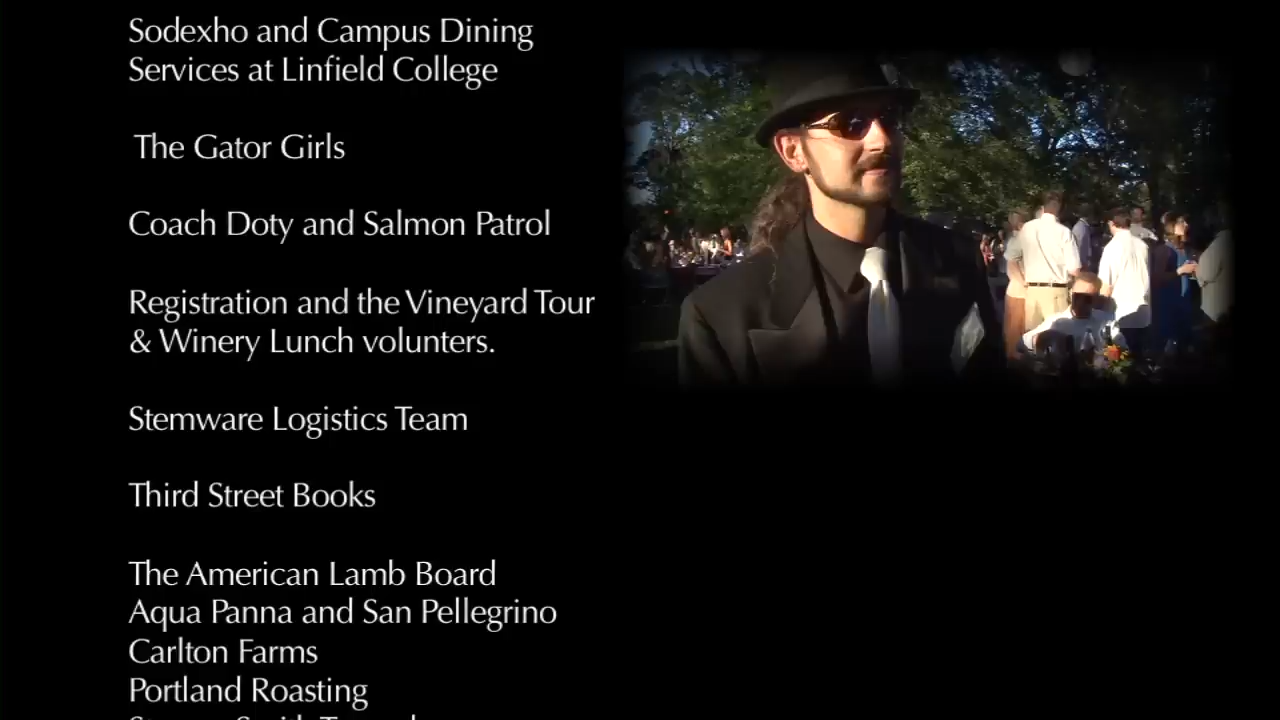 Sodexho and Campus Dining
Services at Linfield College
The Gator Girls
Coach Doty and Salmon Patrol
Registration and the Vineyard Tour
& Winery Lunch volunters.
Stemware Logistics Team
Third Street Books
The American Lamb Board
Aqua Panna and San Pellegrino
Carlton Farms
Portland Roasting